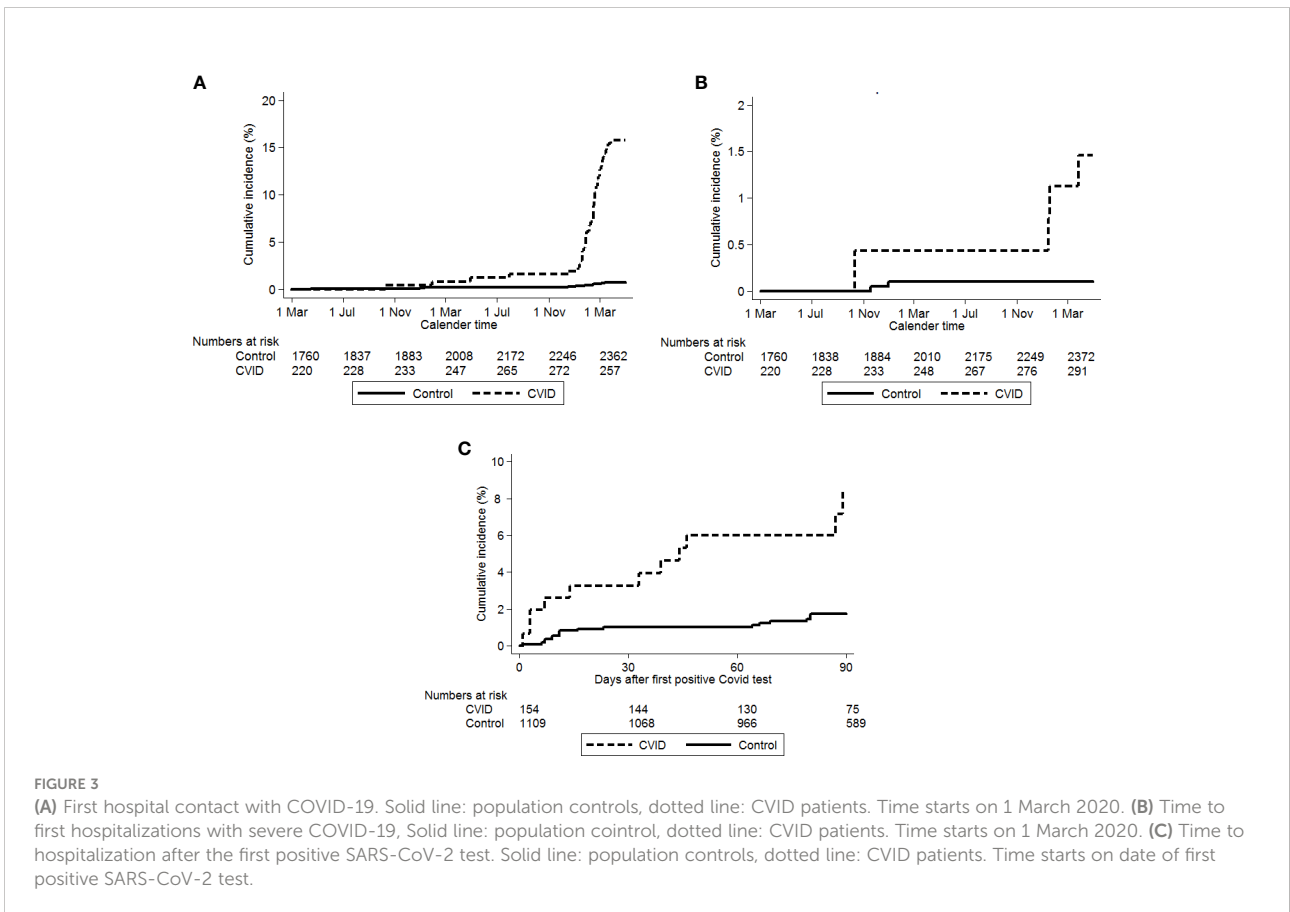 A
Cumulative incidence (%)
20
15
10
5
0
1 Mar 1 Jul 1 Nov 1 Mar 1 Jul 1 Nov 1 Mar
Calender time
Numbers at risk
Control 1760 1837 1883 2008 2172 2246 2362
CVID 220 228 233 247 265 272 257
Control CVID
B
Cumulative incidence (%)
2
1.5
1
0.5
0
1 Mar 1 Jul 1 Nov 1 Mar 1 Jul 1 Nov 1 Mar
Calender time
Numbers at risk
Control 1760 1838 1884 2010 2175 2249 2372
CVID 220 228 233 248 267 276 291
Control CVID
C
Cumulative incidence (%)
10
8
6
4
2
0
0 30 60 90
Days after first positive Covid test
Numbers at risk
CVID 154 144 130 75
Control 1109 1068 966 589
CVID Control
FIGURE 3
(A) First hospital contact with COVID-19. Solid line: population controls, dotted line: CVID patients. Time starts on 1 March 2020. (B) Time to
first hospitalizations with severe COVID-19, Solid line: population cointrol, dotted line: CVID patients. Time starts on 1 March 2020. (C) Time to
hospitalization after the first positive SARS-CoV-2 test. Solid line: population controls, dotted line: CVID patients. Time starts on date of first
positive SARS-CoV-2 test.